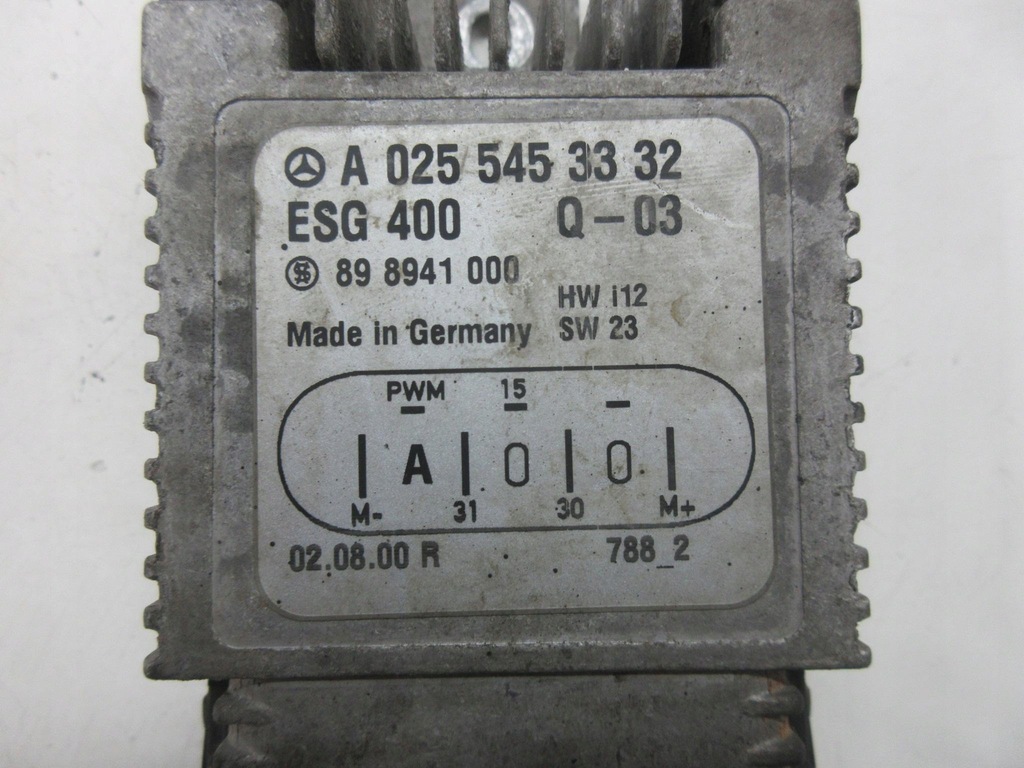 A 025 545 33 32
ESG 400 Q-03
89 8941 000
HW i12
Made in Germany SW 23
PWM 15
A 0 0
M- 31 30 M+
02.08.00 R 788_2